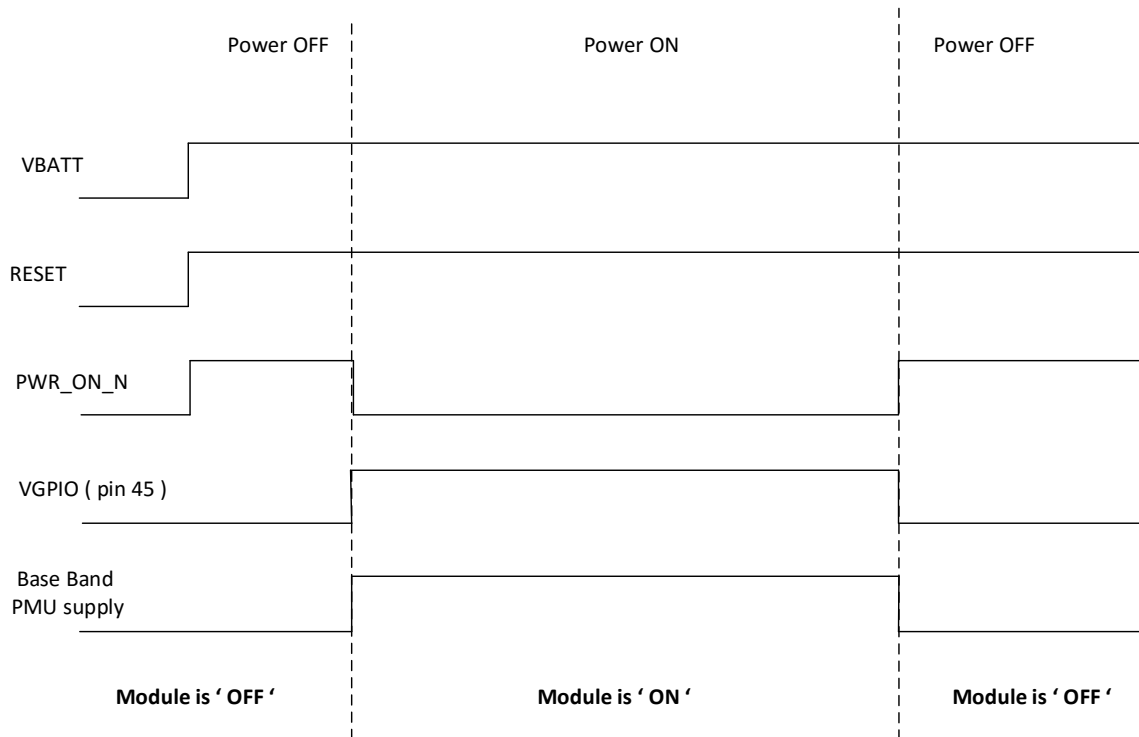 Power OFF
Power ON
Power OFF
VBATT
RESET
PWR_ON_N
VGPIO ( pin 45 )
Base Band
PMU supply
Module is ‘ OFF ‘
Module is ‘ ON ‘
Module is ‘ OFF ‘